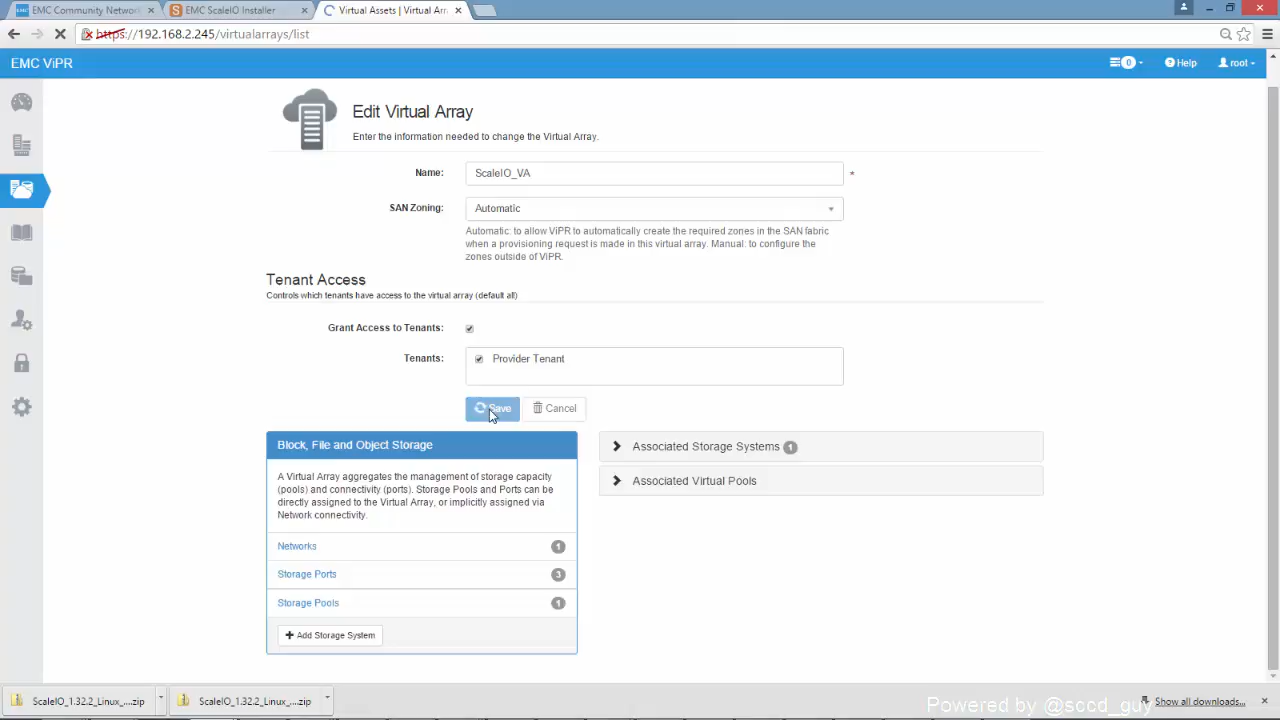 EMC Community Network
EMC ScaleIO Installer
Virtual Assets | Virtual Arr
https://192.168.2.245/virtualarrays/list
EMC ViPR
0
Help
root
Edit Virtual Array
Enter the information needed to change the Virtual Array.
Name:
ScaleIO_VA
*
SAN Zoning:
Automatic
Automatic: to allow ViPR to automatically create the required zones in the SAN fabric
when a provisioning request is made in this virtual array. Manual: to configure the
zones outside of ViPR.
Tenant Access
Controls which tenants have access to the virtual array (default all)
Grant Access to Tenants:
Tenants:
Provider Tenant
Save
Cancel
Block, File and Object Storage
A Virtual Array aggregates the management of storage capacity
(pools) and connectivity (ports). Storage Pools and Ports can be
directly assigned to the Virtual Array, or implicitly assigned via
Network connectivity.
Networks 1
Storage Ports 3
Storage Pools 1
Add Storage System
Associated Storage Systems 1
Associated Virtual Pools
ScaleIO_1.32.2_Linux_....zip
ScaleIO_1.32.2_Linux_....zip
Show all downloads...
Powered by @sccd_guy